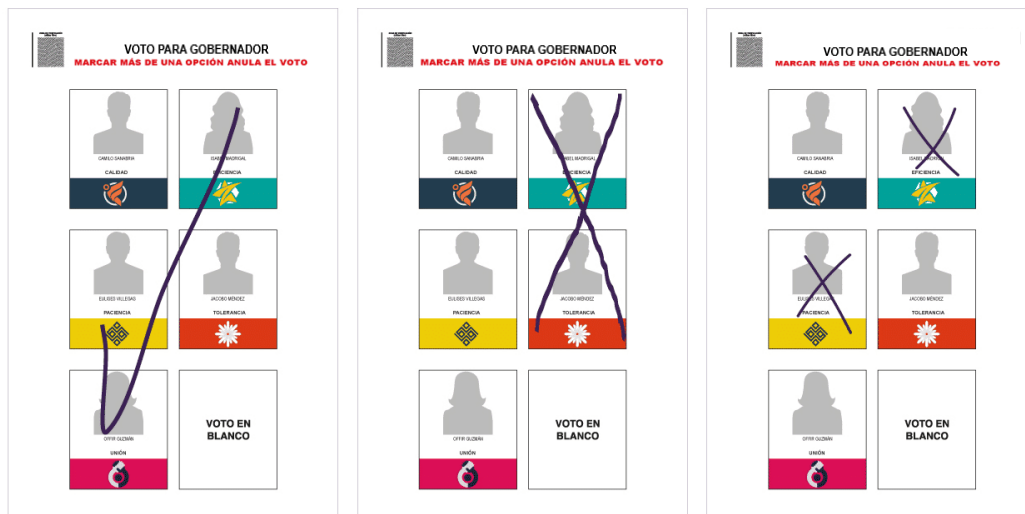 VOTO PARA GOBERNADOR
MARCAR MÁS DE UNA OPCIÓN ANULA EL VOTO
CAMILO SANABRIA
CALIDAD
ISABEL MADRIGAL
EFICIENCIA
EULISES VILLEGAS
PACIENCIA
JACOBO MÉNDEZ
TOLERANCIA
OFFIR GUZMÁN
UNIÓN
VOTO EN
BLANCO
VOTO PARA GOBERNADOR
MARCAR MÁS DE UNA OPCIÓN ANULA EL VOTO
CAMILO SANABRIA
CALIDAD
ISABEL MADRIGAL
EFICIENCIA
EULISES VILLEGAS
PACIENCIA
JACOBO MÉNDEZ
TOLERANCIA
OFFIR GUZMÁN
UNIÓN
VOTO EN
BLANCO
VOTO PARA GOBERNADOR
MARCAR MÁS DE UNA OPCIÓN ANULA EL VOTO
CAMILO SANABRIA
CALIDAD
ISABEL MADRIGAL
EFICIENCIA
EULISES VILLEGAS
PACIENCIA
JACOBO MÉNDEZ
TOLERANCIA
OFFIR GUZMÁN
UNIÓN
VOTO EN
BLANCO